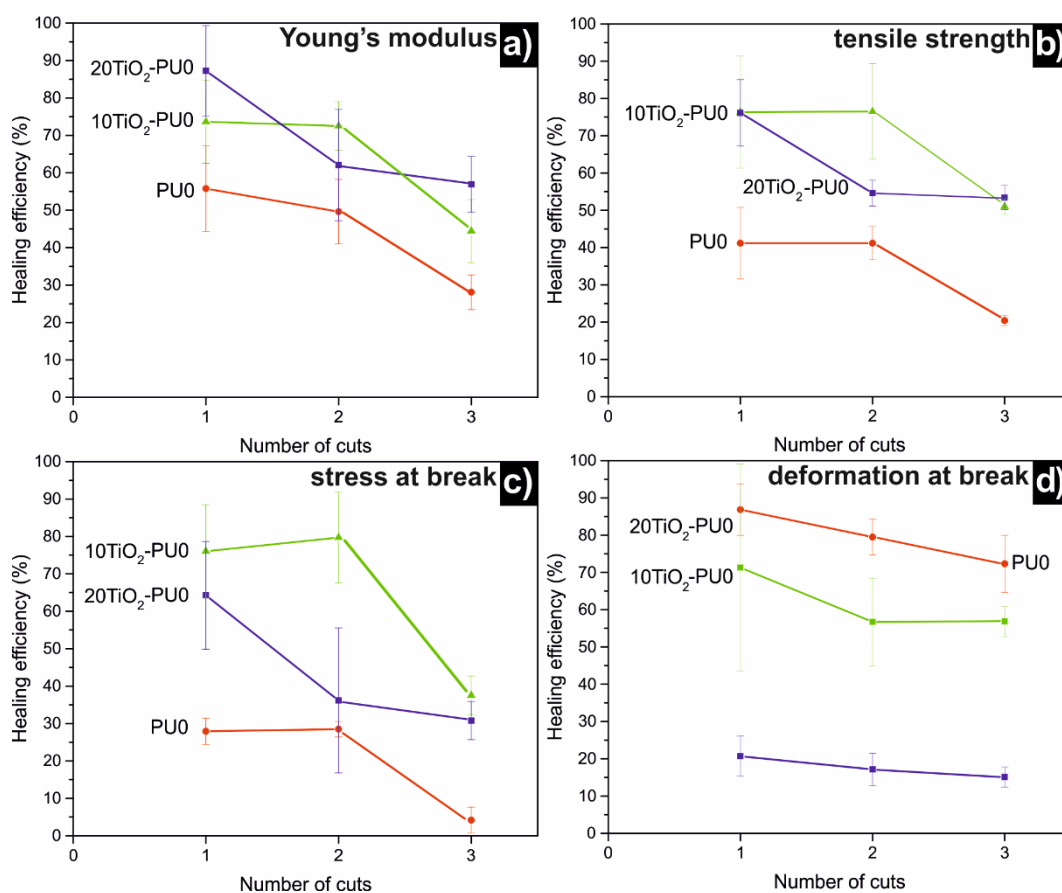 Young's modulus a)
Healing efficiency (%)
100
90
80
70
60
50
40
30
20
10
0
20TiO₂-PU0
10TiO₂-PU0
PU0
0 1 2 3
Number of cuts
tensile strength b)
Healing efficiency (%)
100
90
80
70
60
50
40
30
20
10
0
10TiO₂-PU0
20TiO₂-PU0
PU0
0 1 2 3
Number of cuts
stress at break c)
Healing efficiency (%)
100
90
80
70
60
50
40
30
20
10
0
10TiO₂-PU0
20TiO₂-PU0
PU0
0 1 2 3
Number of cuts
deformation at break d)
Healing efficiency (%)
100
90
80
70
60
50
40
30
20
10
0
20TiO₂-PU0
10TiO₂-PU0
PU0
0 1 2 3
Number of cuts